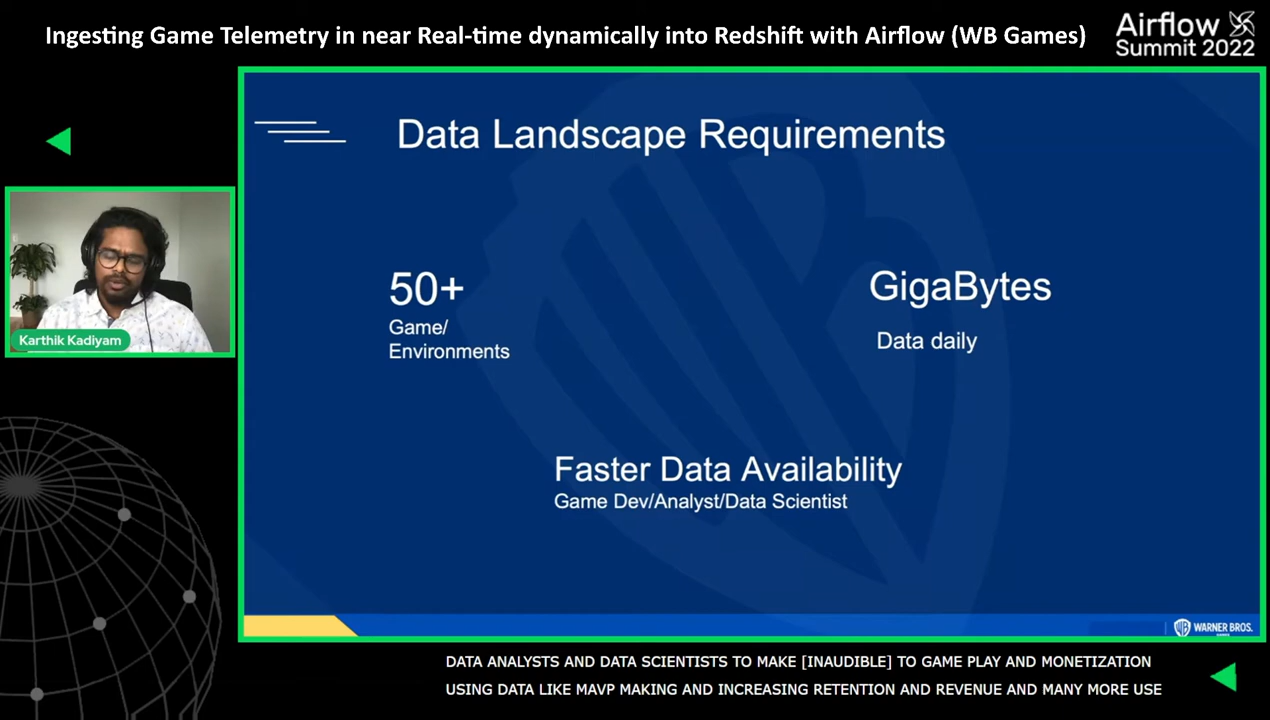 Ingesting Game Telemetry in near Real-time dynamically into Redshift with Airflow (WB Games)
Airflow
Summit 2022
Data Landscape Requirements
50+
Game/
Environments
GigaBytes
Data daily
Karthik Kadiyam
Faster Data Availability
Game Dev/Analyst/Data Scientist
WB WARNER BROS.
GAMES
DATA ANALYSTS AND DATA SCIENTISTS TO MAKE [INAUDIBLE] TO GAME PLAY AND MONETIZATION
USING DATA LIKE MAVP MAKING AND INCREASING RETENTION AND REVENUE AND MANY MORE USE